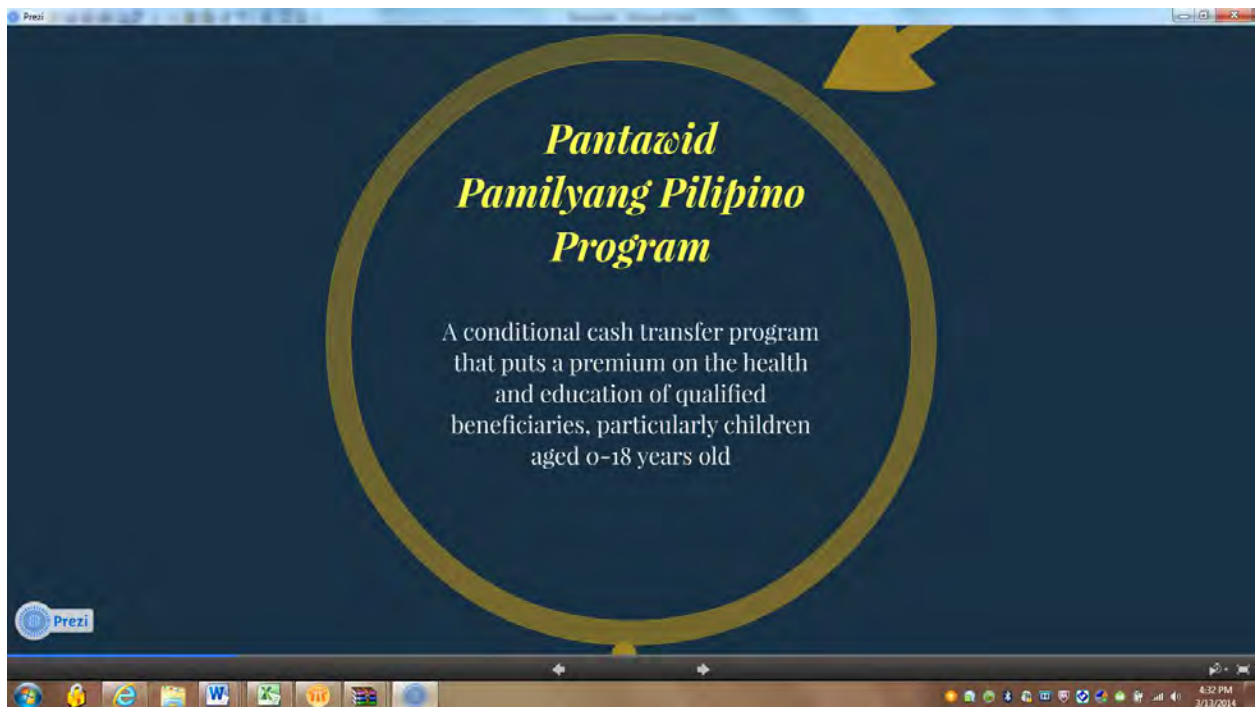 Prezi
Pantawid
Pamilyang Pilipino
Program
A conditional cash transfer program
that puts a premium on the health
and education of qualified
beneficiaries, particularly children
aged 0-18 years old
Prezi
4:32 PM
3/13/2014